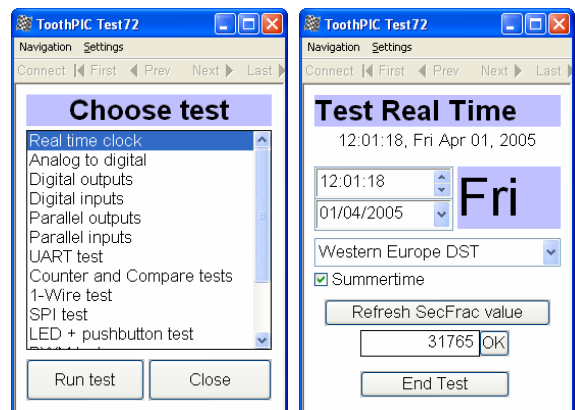 ToothPIC Test72
Navigation Settings
Connect First Prev Next Last
Choose test
Real time clock
Analog to digital
Digital outputs
Digital inputs
Parallel outputs
Parallel inputs
UART test
Counter and Compare tests
1-Wire test
SPI test
LED + pushbutton test
Run test Close
ToothPIC Test72
Navigation Settings
Connect First Prev Next Last
Test Real Time
12:01:18, Fri Apr 01, 2005
12:01:18
01/04/2005
Fri
Western Europe DST
Summertime
Refresh SecFrac value
31765 OK
End Test